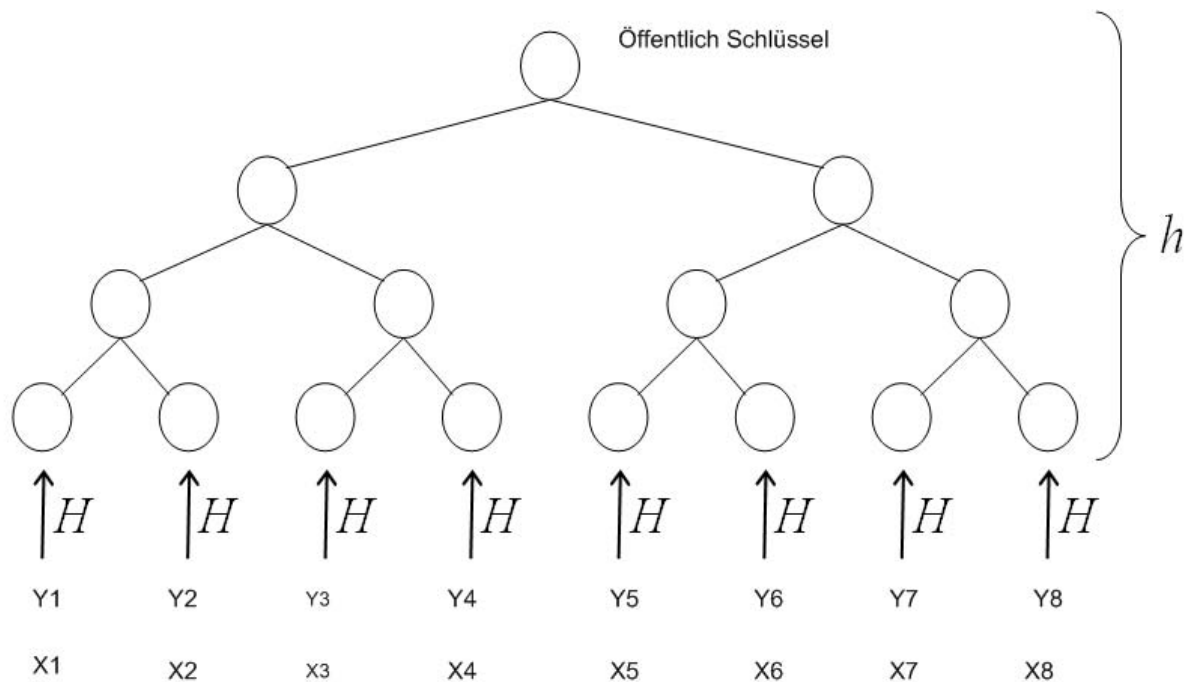 Öffentlich Schlüssel
h
H H H H H H H H
Y1 Y2 Y3 Y4 Y5 Y6 Y7 Y8
X1 X2 X3 X4 X5 X6 X7 X8